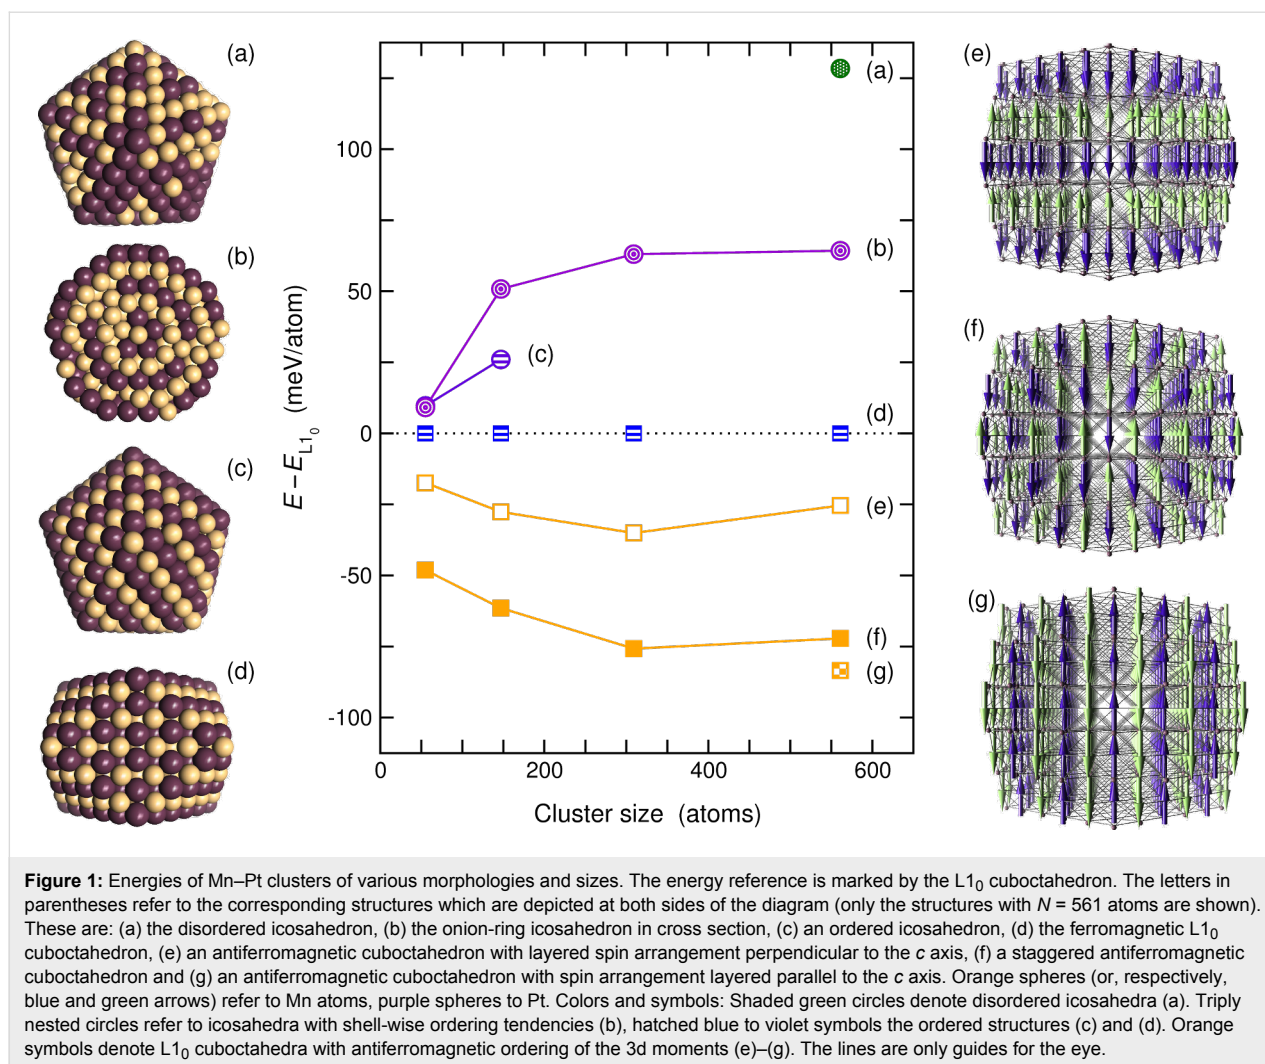 (a)
(b)
(c)
(d)
E − E_L1₀ (meV/atom)
100
50
0
-50
-100
0
200
400
600
Cluster size (atoms)
(a)
(b)
(c)
(d)
(e)
(f)
(g)
(e)
(f)
(g)
Figure 1: Energies of Mn–Pt clusters of various morphologies and sizes. The energy reference is marked by the L1₀ cuboctahedron. The letters in
parentheses refer to the corresponding structures which are depicted at both sides of the diagram (only the structures with N = 561 atoms are shown).
These are: (a) the disordered icosahedron, (b) the onion-ring icosahedron in cross section, (c) an ordered icosahedron, (d) the ferromagnetic L1₀
cuboctahedron, (e) an antiferromagnetic cuboctahedron with layered spin arrangement perpendicular to the c axis, (f) a staggered antiferromagnetic
cuboctahedron and (g) an antiferromagnetic cuboctahedron with spin arrangement layered parallel to the c axis. Orange spheres (or, respectively,
blue and green arrows) refer to Mn atoms, purple spheres to Pt. Colors and symbols: Shaded green circles denote disordered icosahedra (a). Triply
nested circles refer to icosahedra with shell-wise ordering tendencies (b), hatched blue to violet symbols the ordered structures (c) and (d). Orange
symbols denote L1₀ cuboctahedra with antiferromagnetic ordering of the 3d moments (e)–(g). The lines are only guides for the eye.